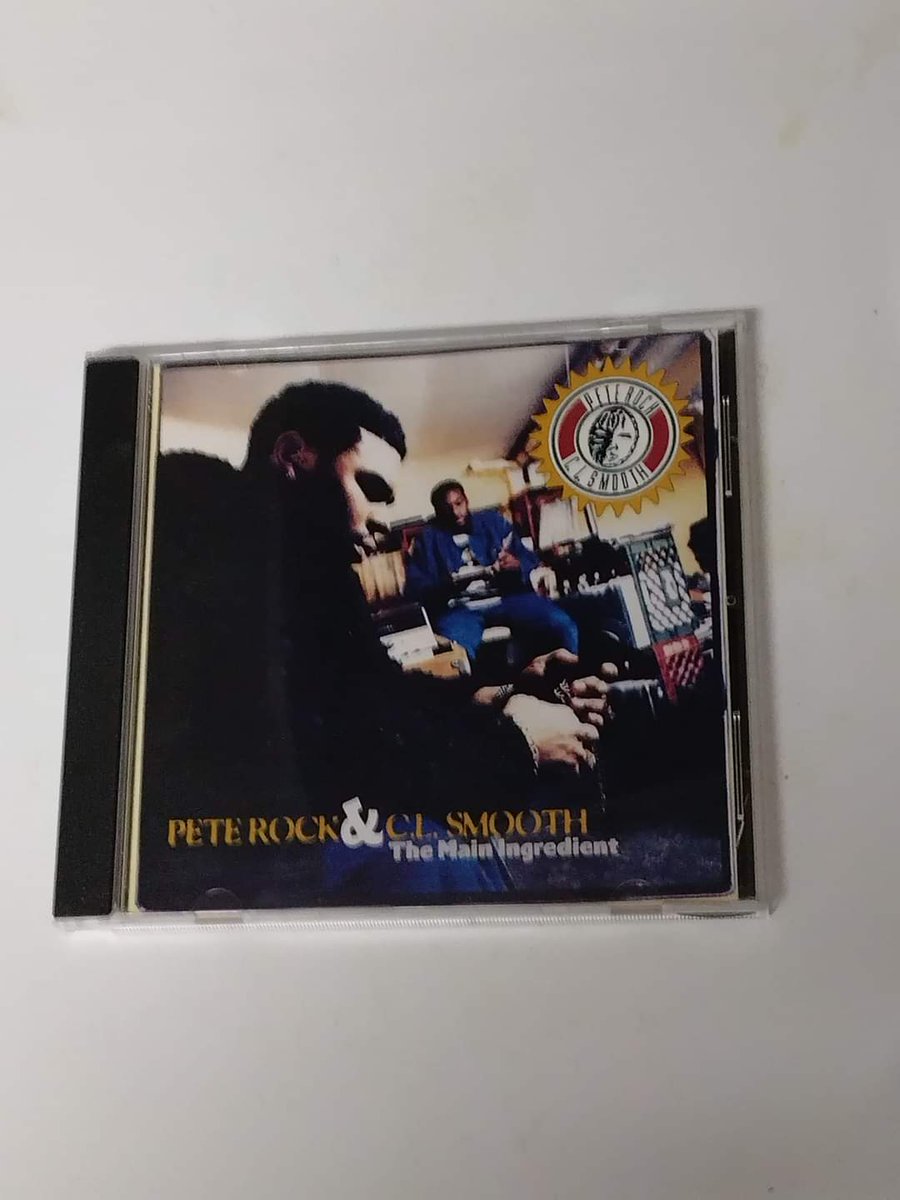 PETE ROCK
C.L. SMOOTH
PETE ROCK & C.L. SMOOTH
The Main Ingredient